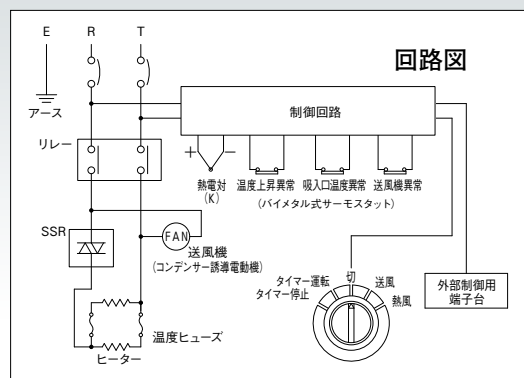 回路図
E R T
アース
制御回路
リレー
+ −
熱電対
(K)
温度上昇異常
吸入口温度異常
送風機異常
(バイメタル式サーモスタット)
SSR
FAN
送風機
(コンデンサー誘導電動機)
切
タイマー運転
送風
タイマー停止
熱風
外部制御用
端子台
温度ヒューズ
ヒーター